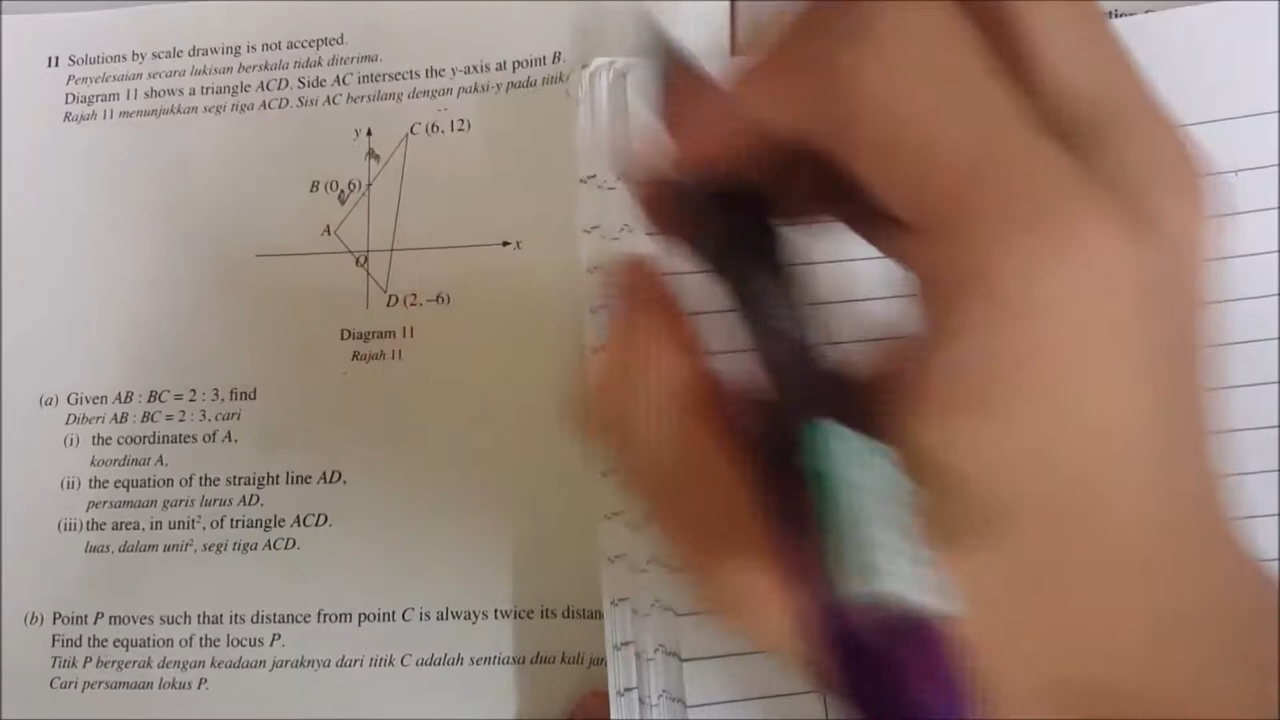 11 Solutions by scale drawing is not accepted.
Penyelesaian secara lukisan berskala tidak diterima.
Diagram 11 shows a triangle ACD. Side AC intersects the y-axis at point B.
Rajah 11 menunjukkan segi tiga ACD. Sisi AC bersilang dengan paksi-y pada titik
y
C (6, 12)
B (0, 6)
A
O
x
D (2, –6)
Diagram 11
Rajah 11
(a) Given AB : BC = 2 : 3, find
Diberi AB : BC = 2 : 3, cari
(i) the coordinates of A,
koordinat A,
(ii) the equation of the straight line AD,
persamaan garis lurus AD,
(iii) the area, in unit², of triangle ACD.
luas, dalam unit², segi tiga ACD.
(b) Point P moves such that its distance from point C is always twice its
Find the equation of the locus P.
Titik P bergerak dengan keadaan jaraknya dari titik C adalah sentiasa dua kali
Cari persamaan lokus P.